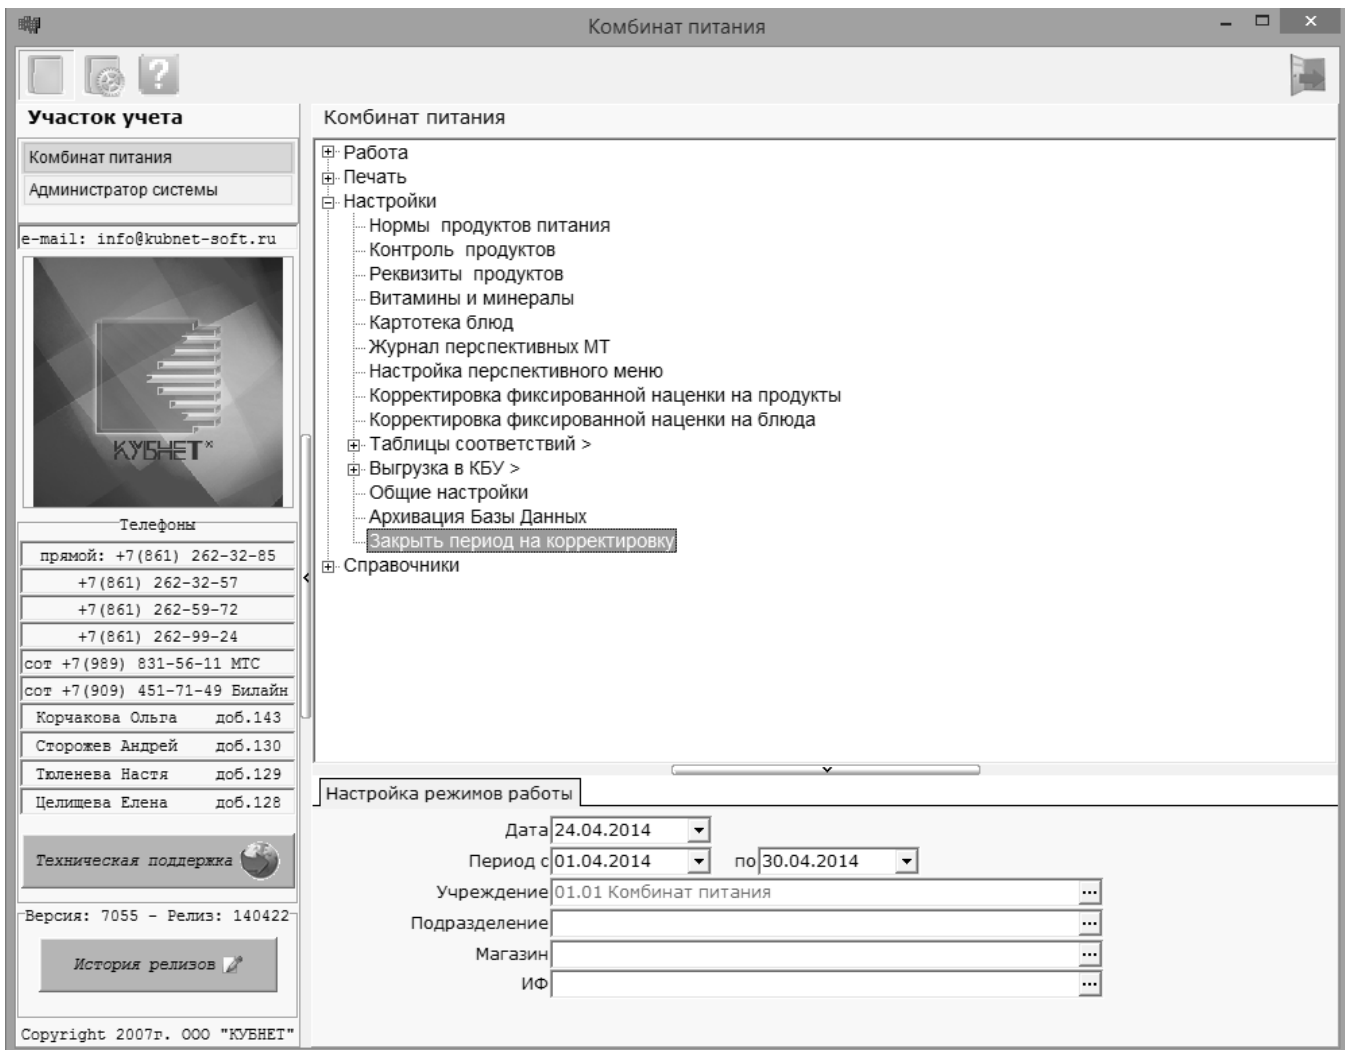 Комбинат питания
?
Участок учета
Комбинат питания
Администратор системы
e-mail: info@kubnet-soft.ru
КУБНЕТ×
Телефоны
прямой: +7(861) 262-32-85
+7(861) 262-32-57
+7(861) 262-59-72
+7(861) 262-99-24
сот +7(989) 831-56-11 МТС
сот +7(909) 451-71-49 Билайн
Корчакова Ольга доб.143
Сторожев Андрей доб.130
Тюленева Настя доб.129
Целищева Елена доб.128
Техническая поддержка
Версия: 7055 - Релиз: 140422
История релизов
Copyright 2007г. ООО "КУБНЕТ"
Комбинат питания
Работа
Печать
Настройки
Нормы продуктов питания
Контроль продуктов
Реквизиты продуктов
Витамины и минералы
Картотека блюд
Журнал перспективных МТ
Настройка перспективного меню
Корректировка фиксированной наценки на продукты
Корректировка фиксированной наценки на блюда
Таблицы соответствий >
Выгрузка в КБУ >
Общие настройки
Архивация Базы Данных
Закрыть период на корректировку
Справочники
Настройка режимов работы
Дата 24.04.2014
Период с 01.04.2014 по 30.04.2014
Учреждение 01.01 Комбинат питания ...
Подразделение ...
Магазин ...
ИФ ...